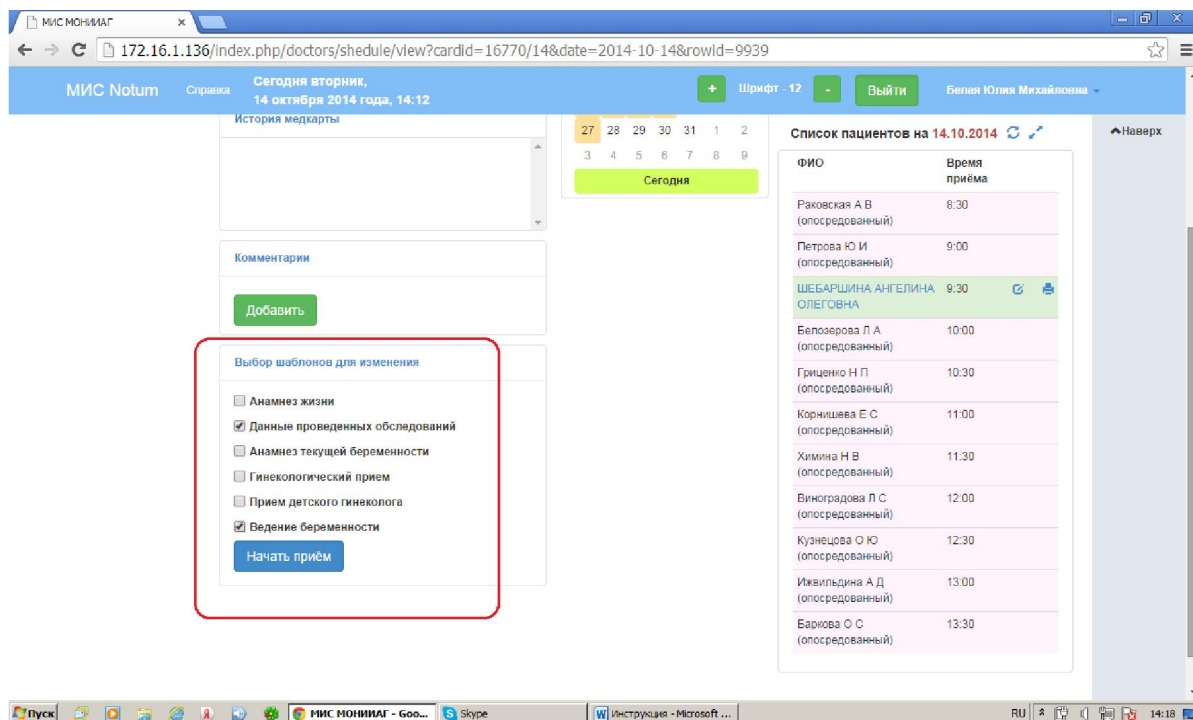 МИС МОНИИАГ
172.16.1.136/index.php/doctors/shedule/view?cardid=16770/14&date=2014-10-14&rowid=9939
МИС Notum
Справка
Сегодня вторник,
14 октября 2014 года, 14:12
+ Шрифт - 12 -
Выйти
Белая Юлия Михайловна
История медкарты
27 28 29 30 31 1 2
3 4 5 6 7 8 9
Сегодня
Комментарии
Добавить
Выбор шаблонов для изменения
Анамнез жизни
Данные проведенных обследований
Анамнез текущей беременности
Гинекологический прием
Прием детского гинеколога
Ведение беременности
Начать приём
Список пациентов на 14.10.2014
ФИО Время
приёма
Раковская А В 8:30
(опосредованный)
Петрова Ю И 9:00
(опосредованный)
ШЕБАРШИНА АНГЕЛИНА 9:30
ОЛЕГОВНА
Белозерова Л А 10:00
(опосредованный)
Гриценко Н П 10:30
(опосредованный)
Корнишева Е С 11:00
(опосредованный)
Химина Н В 11:30
(опосредованный)
Виноградова Л С 12:00
(опосредованный)
Кузнецова О Ю 12:30
(опосредованный)
Ижвильдина А Д 13:00
(опосредованный)
Баркова О С 13:30
(опосредованный)
Наверх
Пуск
МИС МОНИИАГ - Goo...
Skype
Инструкция - Microsoft ...
RU
14:18